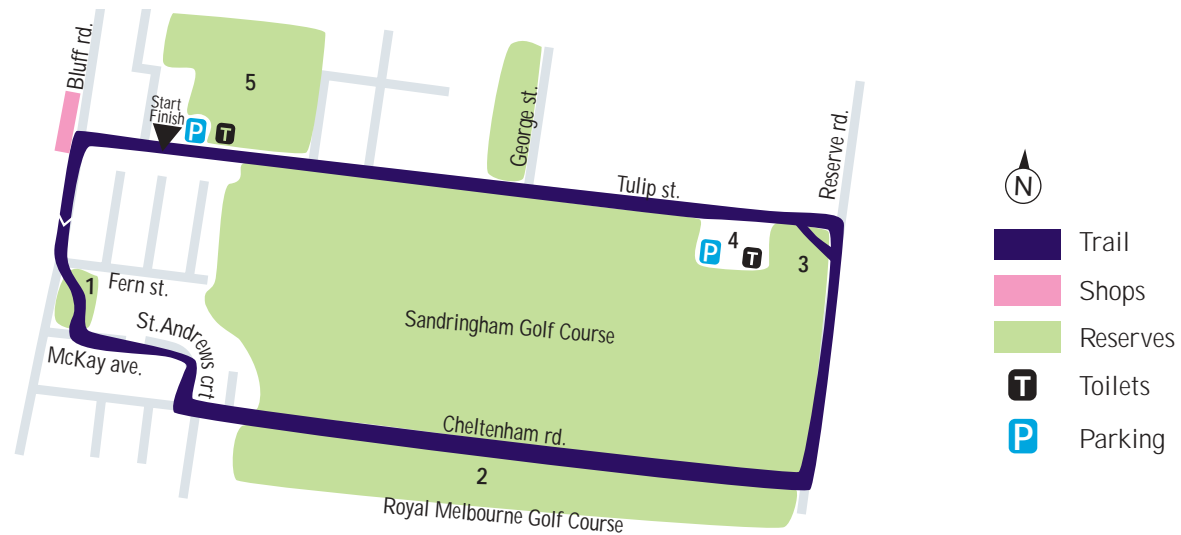 Bluff rd.
5
Start
Finish
P
T
George st.
Reserve rd.
Tulip st.
N
P
4
T
3
Trail
Shops
1
Fern st.
Sandringham Golf Course
St.Andrews crt
Reserves
McKay ave.
T
Toilets
Cheltenham rd.
P
Parking
2
Royal Melbourne Golf Course